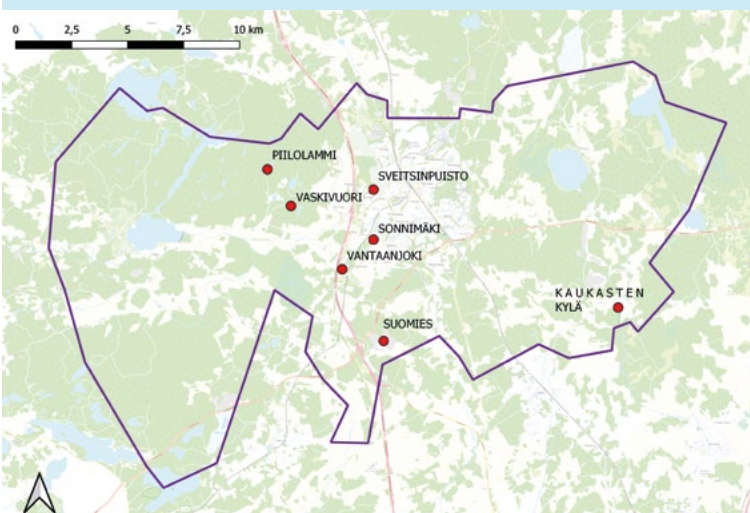 0 2,5 5 7,5 10 km
PIILOLAMMI
SVEITSINPUISTO
VASKIVUORI
SONNIMÄKI
VANTAANJOKI
KAUKASTEN
KYLÄ
SUOMIES